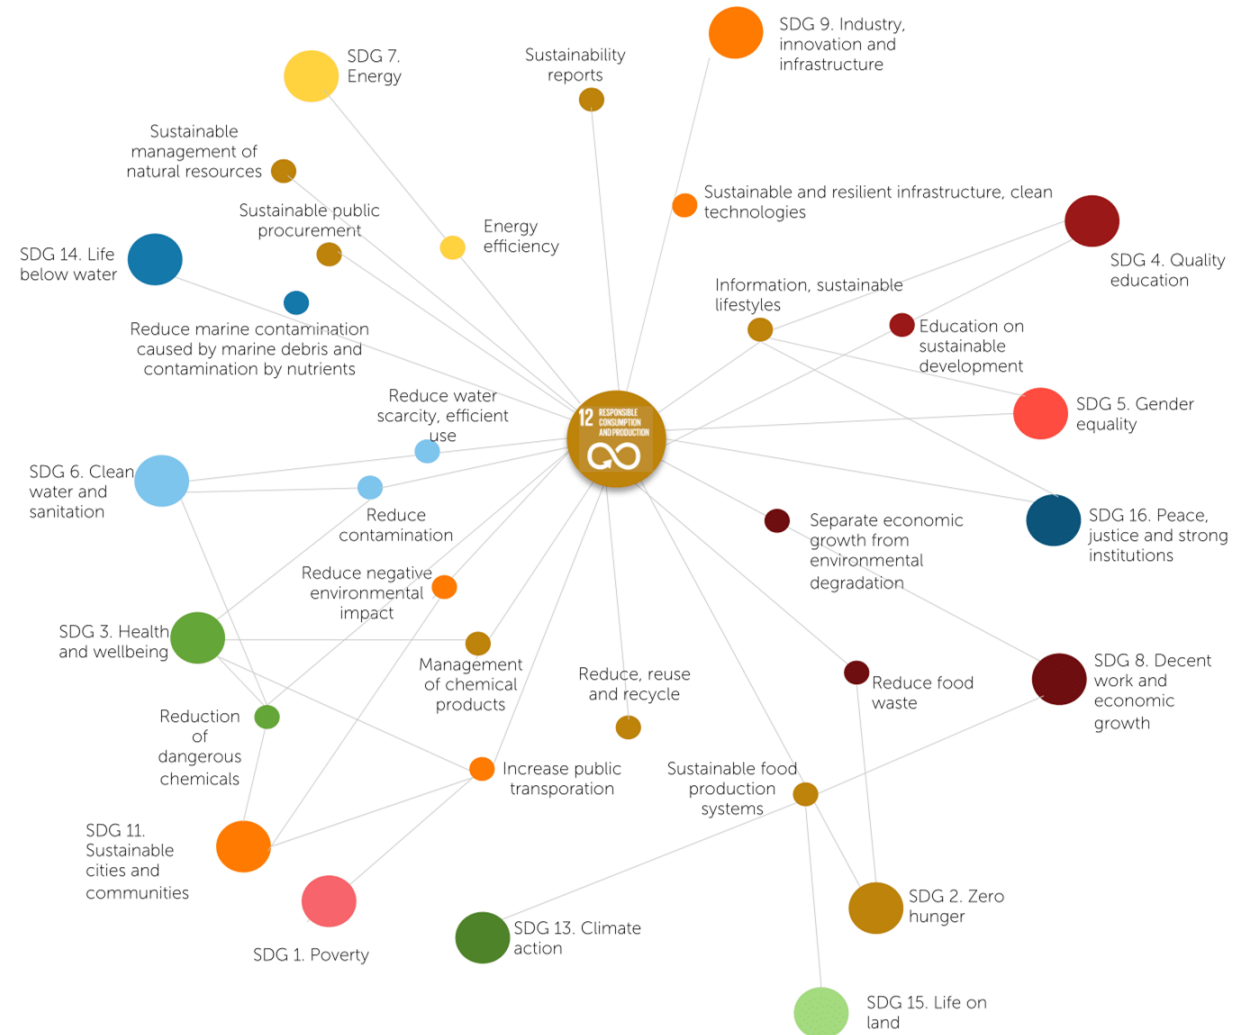 SDG 9. Industry,
innovation and
infrastructure
SDG 7.
Energy
Sustainability
reports
Sustainable
management of
natural resources
Sustainable and resilient infrastructure, clean
technologies
Sustainable public
procurement
Energy
efficiency
SDG 14. Life
below water
SDG 4. Quality
education
Information, sustainable
lifestyles
Reduce marine contamination
caused by marine debris and
contamination by nutrients
Education on
sustainable
development
Reduce water
scarcity, efficient
use
12 RESPONSIBLE
CONSUMPTION
AND PRODUCTION
SDG 5. Gender
equality
SDG 6. Clean
water and
sanitation
Reduce
contamination
Separate economic
growth from
environmental
degradation
SDG 16. Peace,
justice and strong
institutions
Reduce negative
environmental
impact
SDG 3. Health
and wellbeing
Management
of chemical
products
Reduce, reuse
and recycle
Reduce food
waste
SDG 8. Decent
work and
economic
growth
Reduction
of
dangerous
chemicals
Increase public
transporation
Sustainable food
production
systems
SDG 11.
Sustainable
cities and
communities
SDG 1. Poverty
SDG 13. Climate
action
SDG 2. Zero
hunger
SDG 15. Life on
land